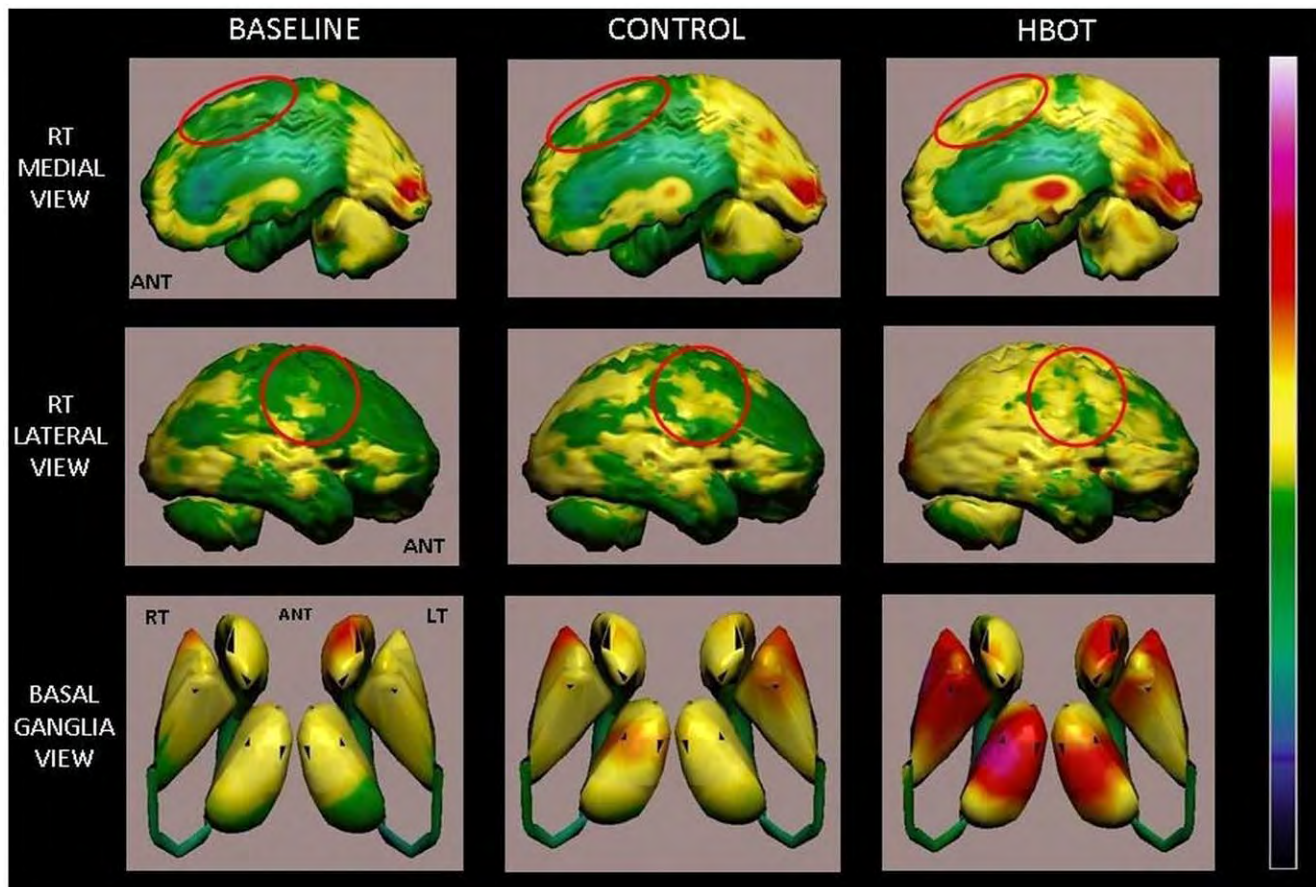 BASELINE
CONTROL
HBOT
RT
MEDIAL
VIEW
ANT
RT
LATERAL
VIEW
ANT
RT
ANT
LT
BASAL
GANGLIA
VIEW